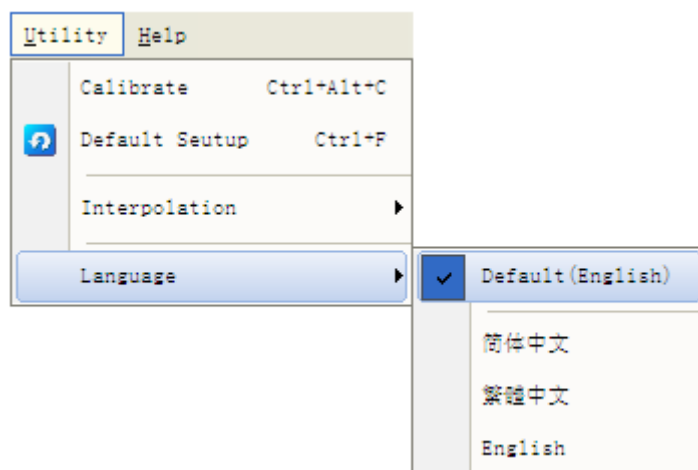 Utility Help
Calibrate Ctrl+Alt+C
Default Seutup Ctrl+F
Interpolation
Language
Default(English)
简体中文
繁體中文
English